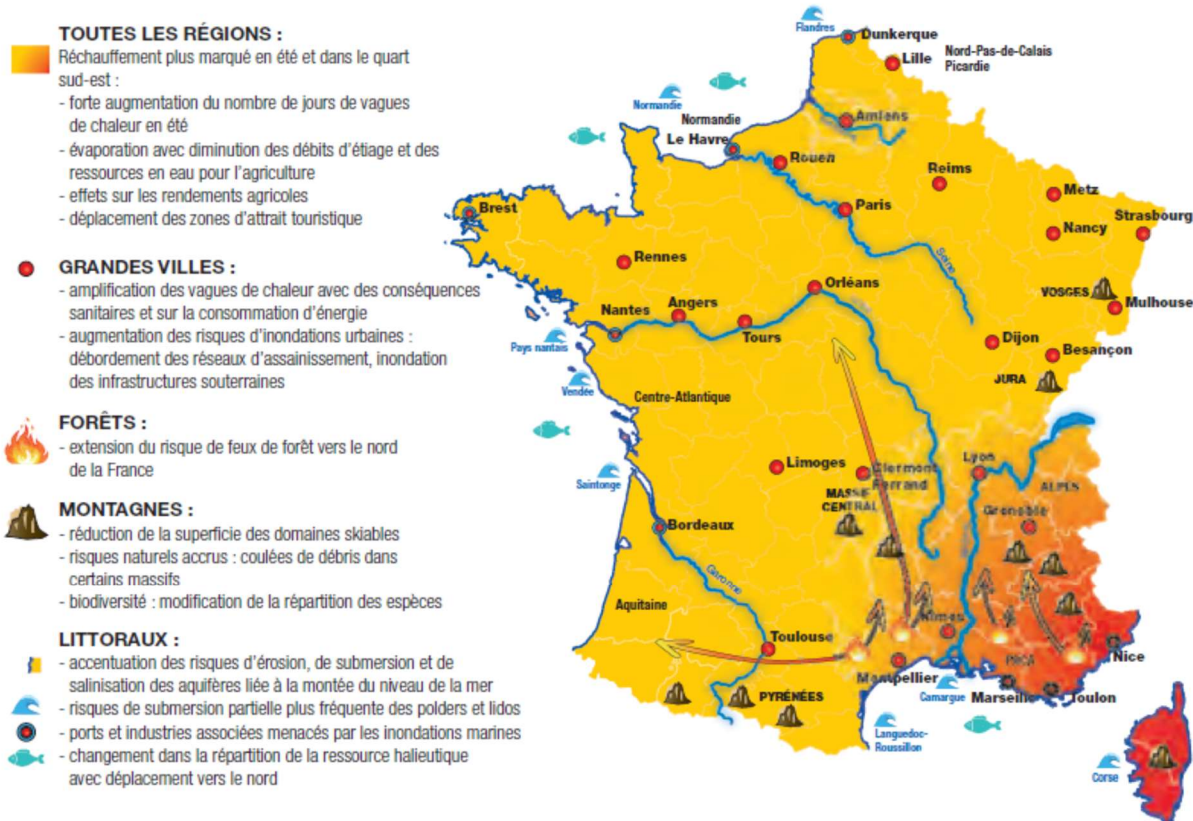 TOUTES LES RÉGIONS :
Réchauffement plus marqué en été et dans le quart
sud-est :
- forte augmentation du nombre de jours de vagues
de chaleur en été
- évaporation avec diminution des débits d'étiage et des
ressources en eau pour l'agriculture
- effets sur les rendements agricoles
- déplacement des zones d'attrait touristique
GRANDES VILLES :
- amplification des vagues de chaleur avec des conséquences
sanitaires et sur la consommation d'énergie
- augmentation des risques d'inondations urbaines :
débordement des réseaux d'assainissement, inondation
des infrastructures souterraines
FORÊTS :
- extension du risque de feux de forêt vers le nord
de la France
MONTAGNES :
- réduction de la superficie des domaines skiables
- risques naturels accrus : coulées de débris dans
certains massifs
- biodiversité : modification de la répartition des espèces
LITTORAUX :
- accentuation des risques d'érosion, de submersion et de
salinisation des aquifères liée à la montée du niveau de la mer
- risques de submersion partielle plus fréquente des polders et lidos
- ports et industries associées menacés par les inondations marines
- changement dans la répartition de la ressource halieutique
avec déplacement vers le nord
Flandres
Dunkerque
Lille
Nord-Pas-de-Calais
Picardie
Normandie
Normandie
Le Havre
Amiens
Rouen
Reims
Metz
Paris
Nancy
Strasbourg
Brest
Rennes
Seine
Orléans
VOSGES
Mulhouse
Nantes
Angers
Tours
Pays nantais
Dijon
Besançon
JURA
Vendée
Centre-Atlantique
Limoges
Clermont
Ferrand
Lyon
Saintonge
MASSIF
CENTRAL
ALPES
Grenoble
Bordeaux
Garonne
Aquitaine
Toulouse
Nîmes
PACA
Nice
Montpellier
Camargue
Marseille
Toulon
PYRÉNÉES
Languedoc-
Roussillon
Corse